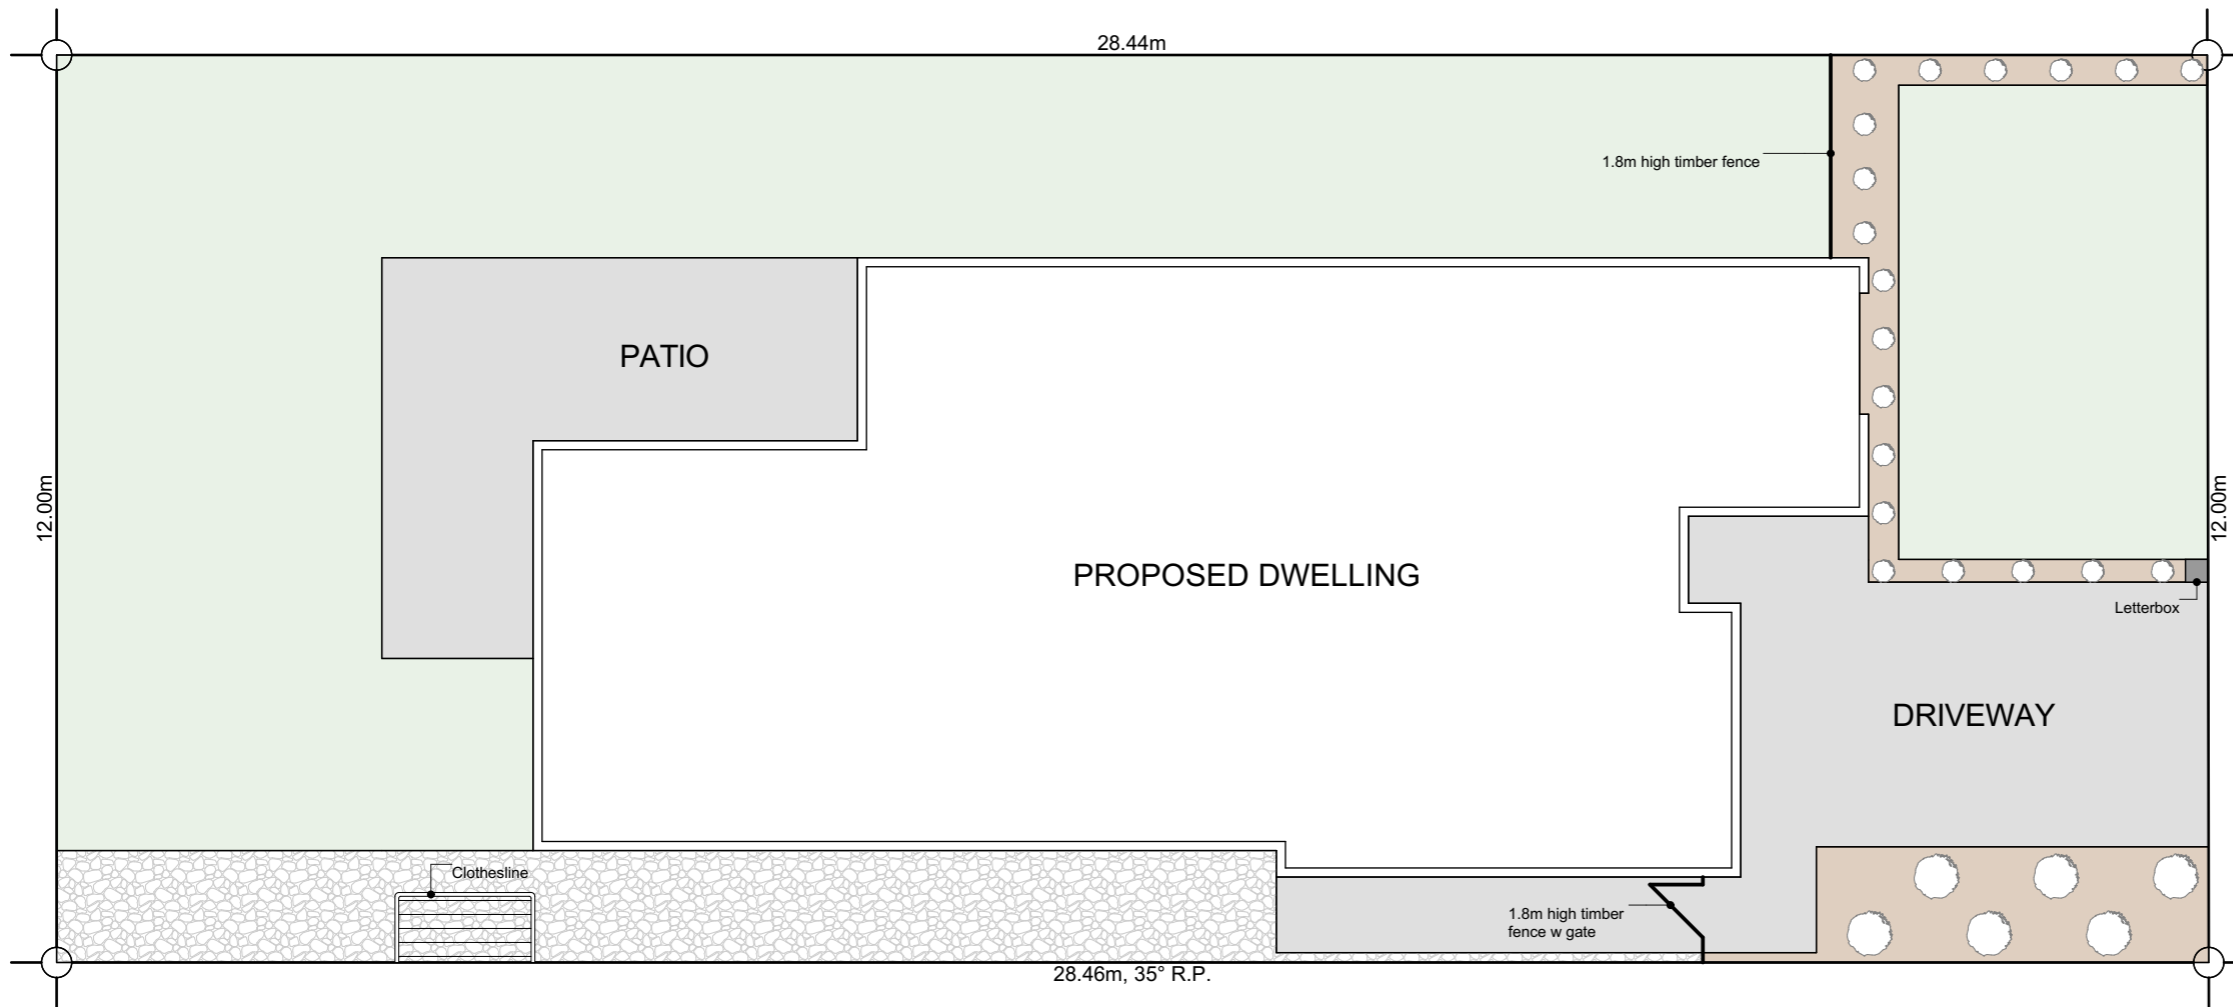 28.44m
1.8m high timber fence
PATIO
12.00m
12.00m
PROPOSED DWELLING
Letterbox
DRIVEWAY
Clothesline
1.8m high timber
fence w gate
28.46m, 35° R.P.